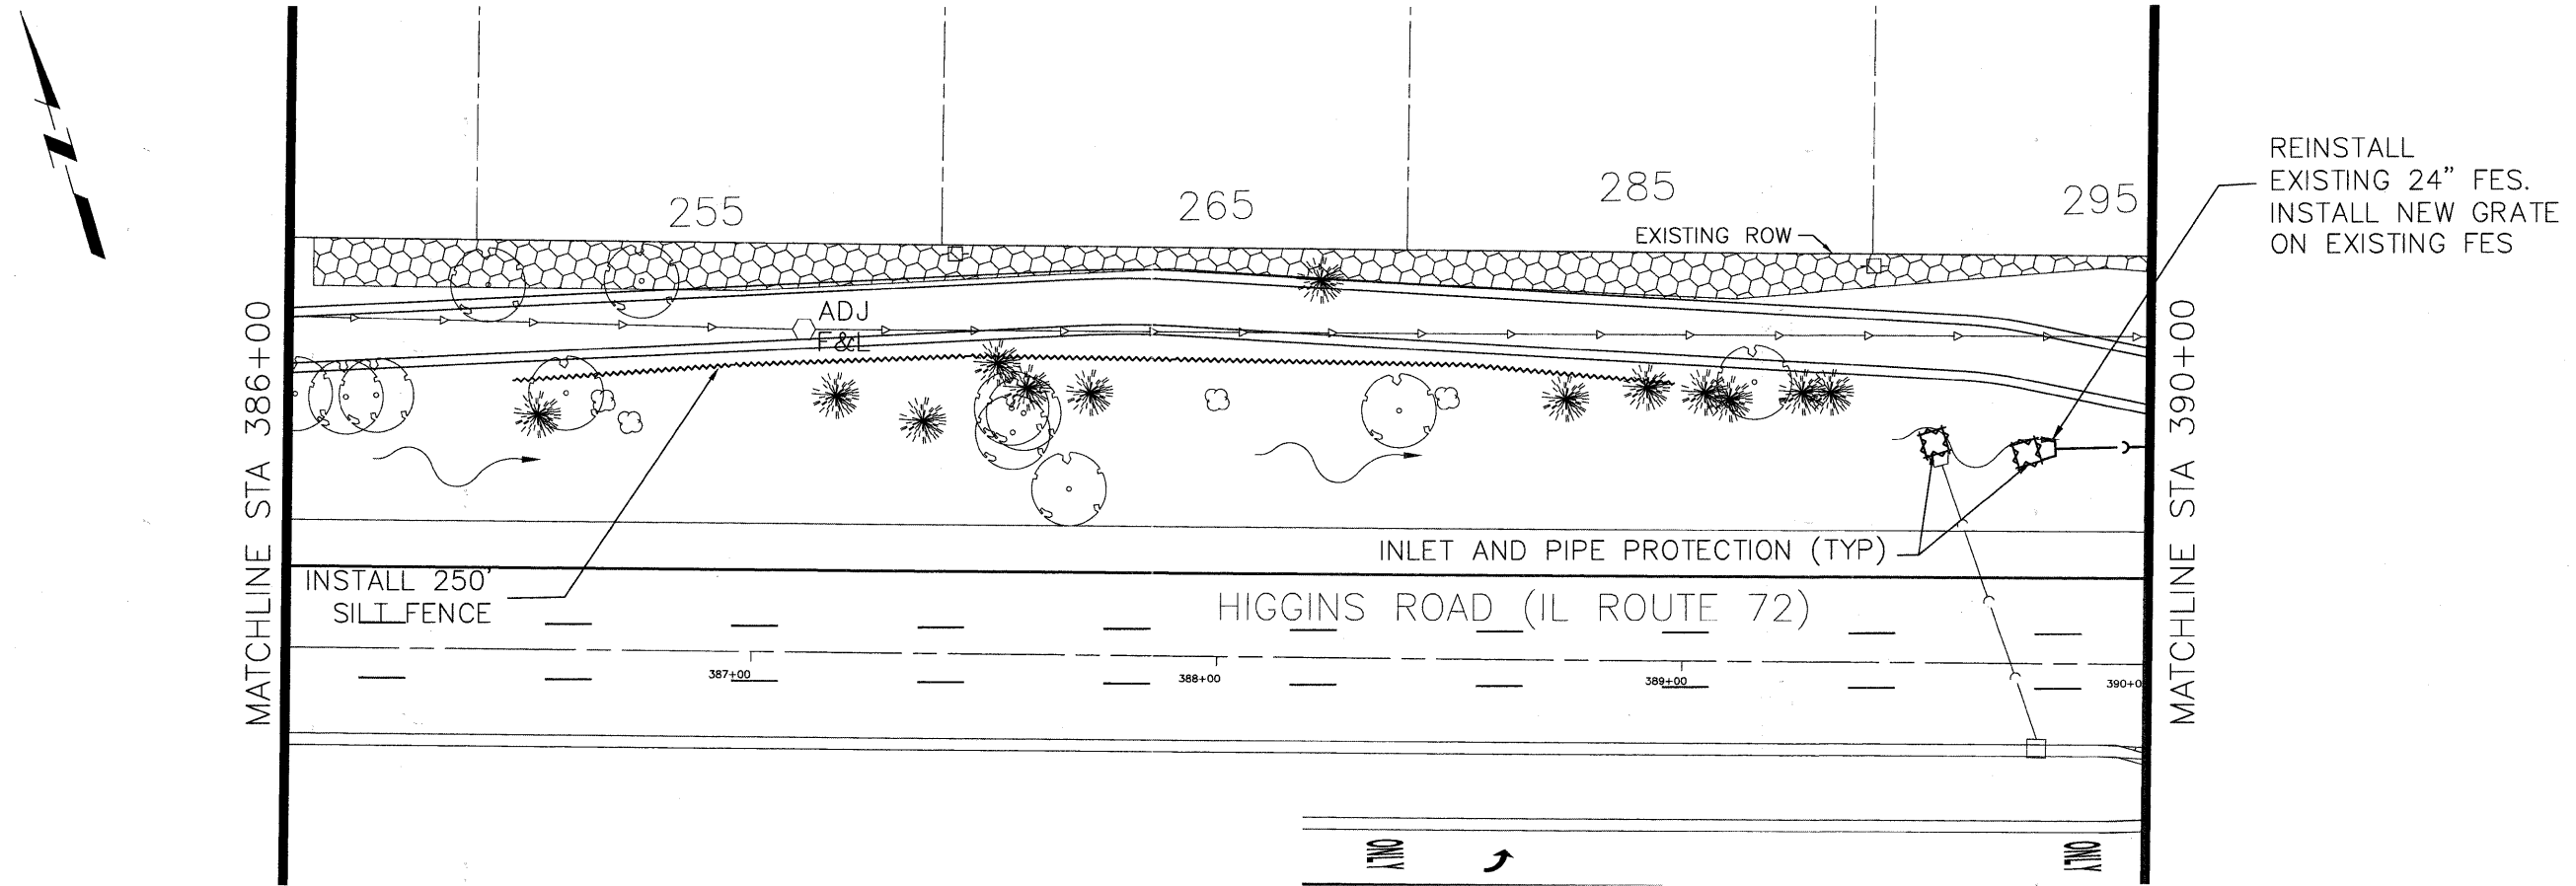 255
265
285
295
EXISTING ROW
REINSTALL
EXISTING 24" FES.
INSTALL NEW GRATE
ON EXISTING FES
ADJ
F&L
MATCHLINE STA 386+00
MATCHLINE STA 390+00
INLET AND PIPE PROTECTION (TYP)
INSTALL 250'
SILT FENCE
HIGGINS ROAD (IL ROUTE 72)
387+00
388+00
389+00
390+0
ONLY
ONLY
N